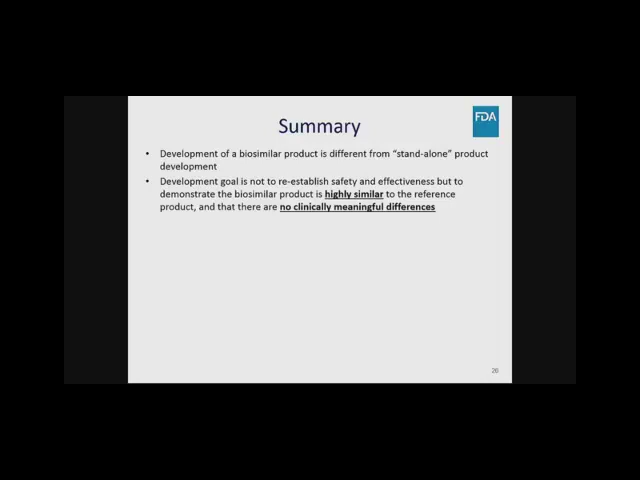 FDA
Summary
• Development of a biosimilar product is different from “stand-alone” product
development
• Development goal is not to re-establish safety and effectiveness but to
demonstrate the biosimilar product is highly similar to the reference
product, and that there are no clinically meaningful differences
20